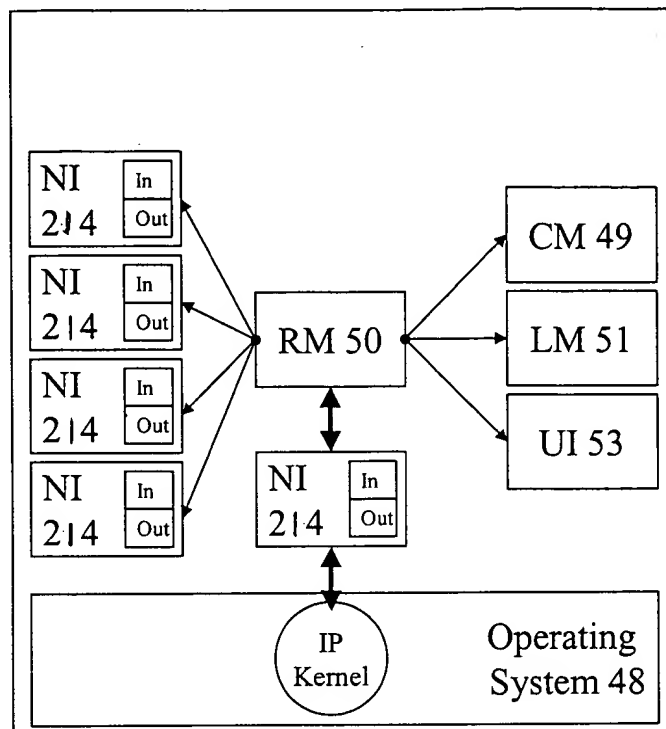 NI
214
In
Out
NI
214
In
Out
NI
214
In
Out
NI
214
In
Out
RM 50
NI
214
In
Out
CM 49
LM 51
UI 53
IP
Kernel
Operating
System 48